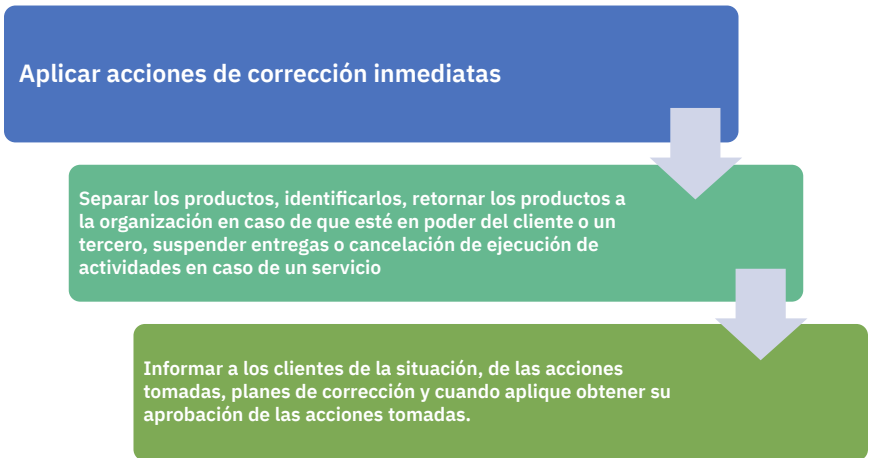 Aplicar acciones de corrección inmediatas
Separar los productos, identificarlos, retornar los productos a
la organización en caso de que esté en poder del cliente o un
tercero, suspender entregas o cancelación de ejecución de
actividades en caso de un servicio
Informar a los clientes de la situación, de las acciones
tomadas, planes de corrección y cuando aplique obtener su
aprobación de las acciones tomadas.